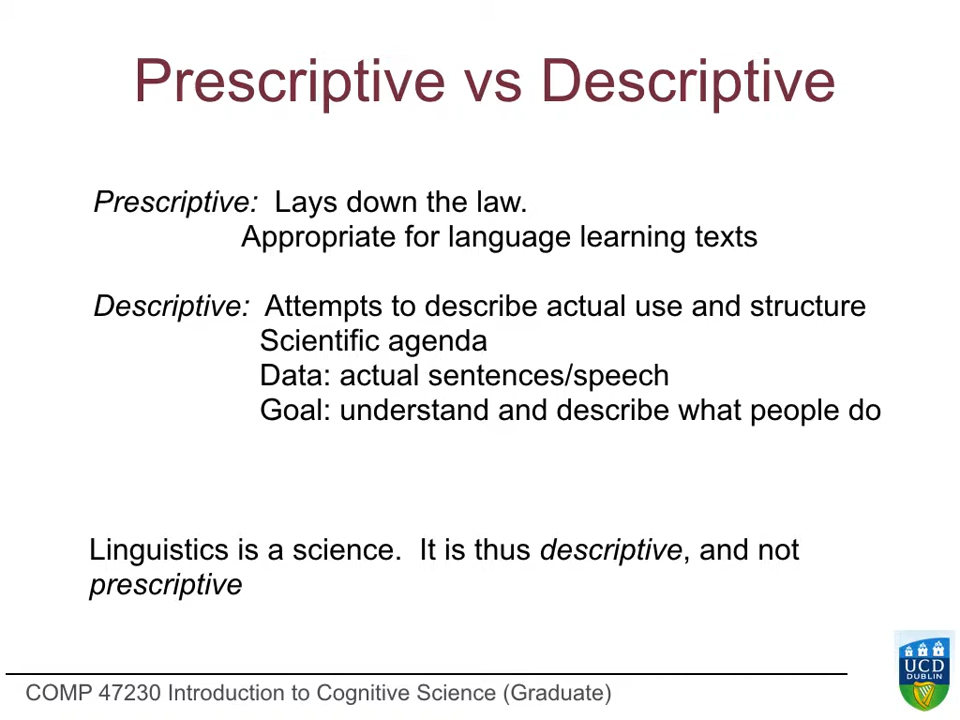 Prescriptive vs Descriptive
Prescriptive: Lays down the law.
Appropriate for language learning texts
Descriptive: Attempts to describe actual use and structure
Scientific agenda
Data: actual sentences/speech
Goal: understand and describe what people do
Linguistics is a science. It is thus descriptive, and not
prescriptive
UCD
DUBLIN
COMP 47230 Introduction to Cognitive Science (Graduate)